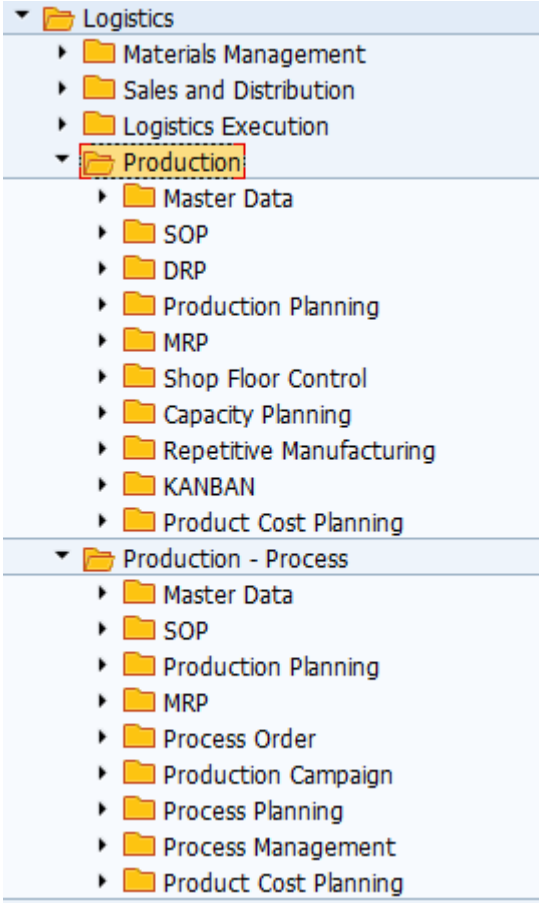 Logistics
Materials Management
Sales and Distribution
Logistics Execution
Production
Master Data
SOP
DRP
Production Planning
MRP
Shop Floor Control
Capacity Planning
Repetitive Manufacturing
KANBAN
Product Cost Planning
Production - Process
Master Data
SOP
Production Planning
MRP
Process Order
Production Campaign
Process Planning
Process Management
Product Cost Planning